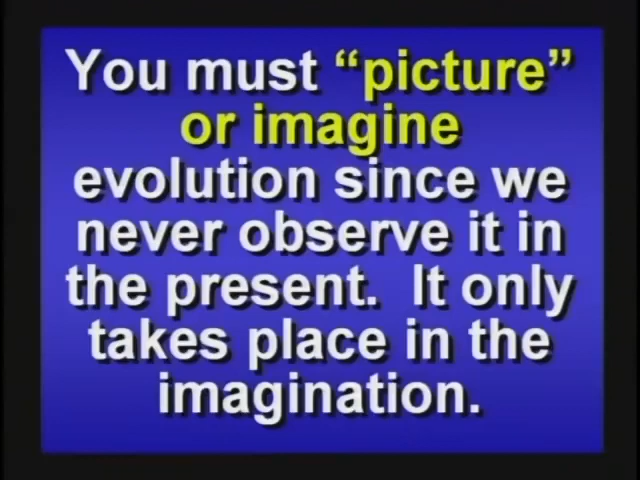 You must “picture”
or imagine
evolution since we
never observe it in
the present.  It only
takes place in the
imagination.